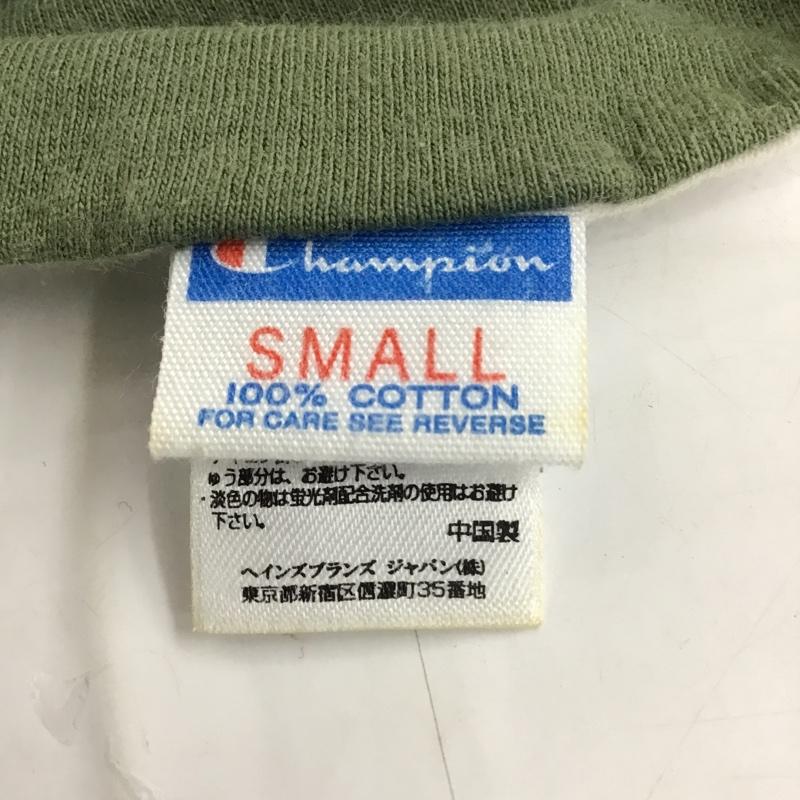 Champion
SMALL
100% COTTON
FOR CARE SEE REVERSE
ゅう部分は、お避け下さい。
・淡色の物は蛍光剤配合洗剤の使用はお避け
下さい。
中国製
ヘインズブランズ ジャパン(株)
東京都新宿区信濃町35番地